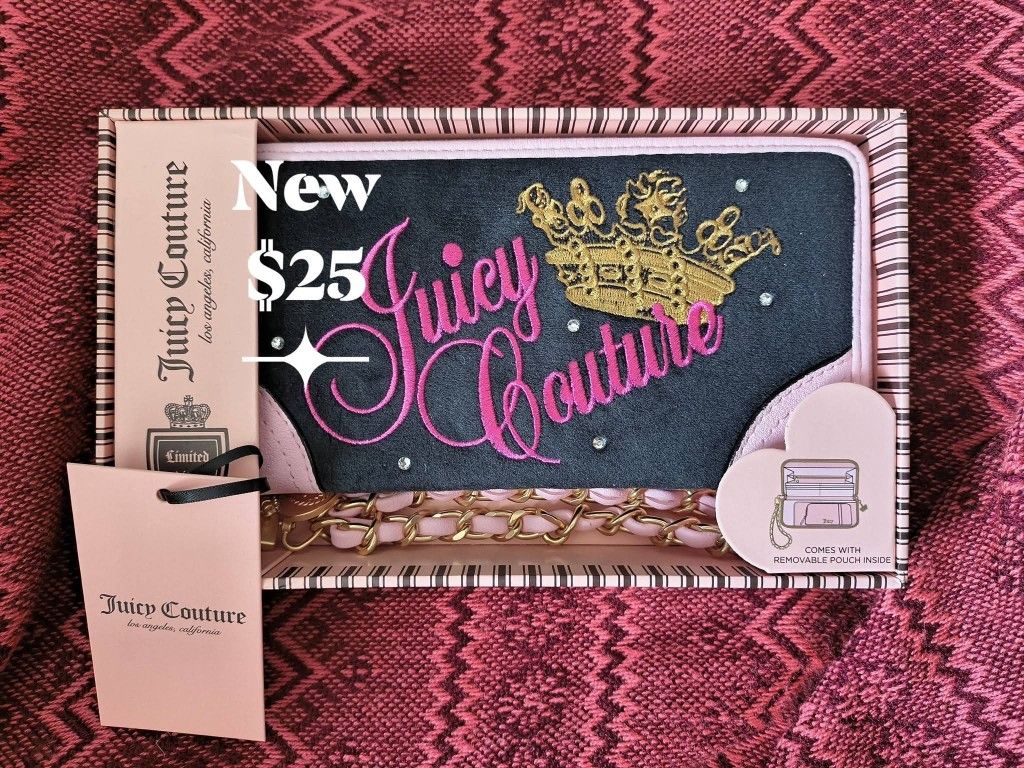 Juicy Couture
los angeles, california
Limited
New
$25
Juicy
Couture
Juicy Couture
los angeles, california
COMES WITH
REMOVABLE POUCH INSIDE